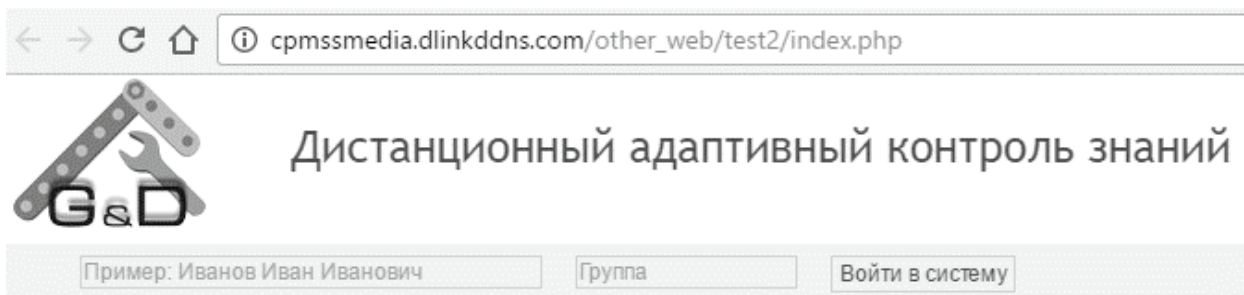 cpmssmedia.dlinkddns.com/other_web/test2/index.php
Дистанционный адаптивный контроль знаний
G&D
Пример: Иванов Иван Иванович Группа Войти в систему